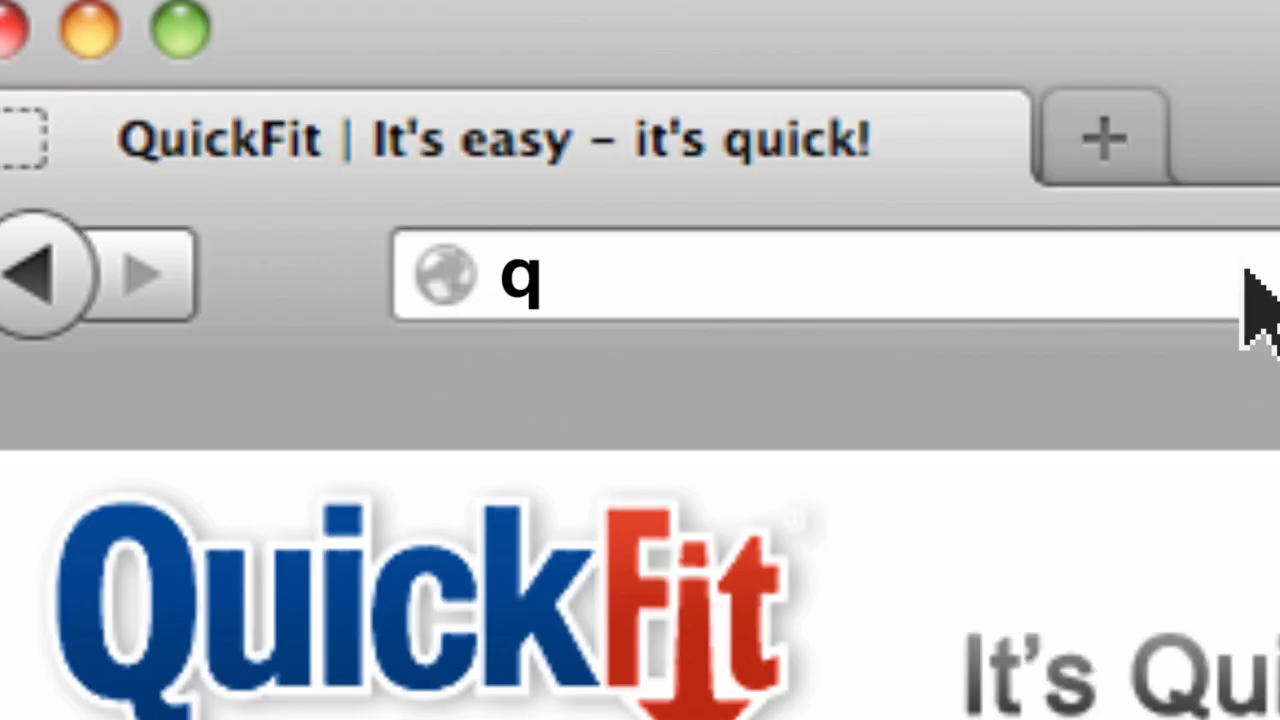 QuickFit | It's easy – it's quick!
q
QuickFit
It's Qui